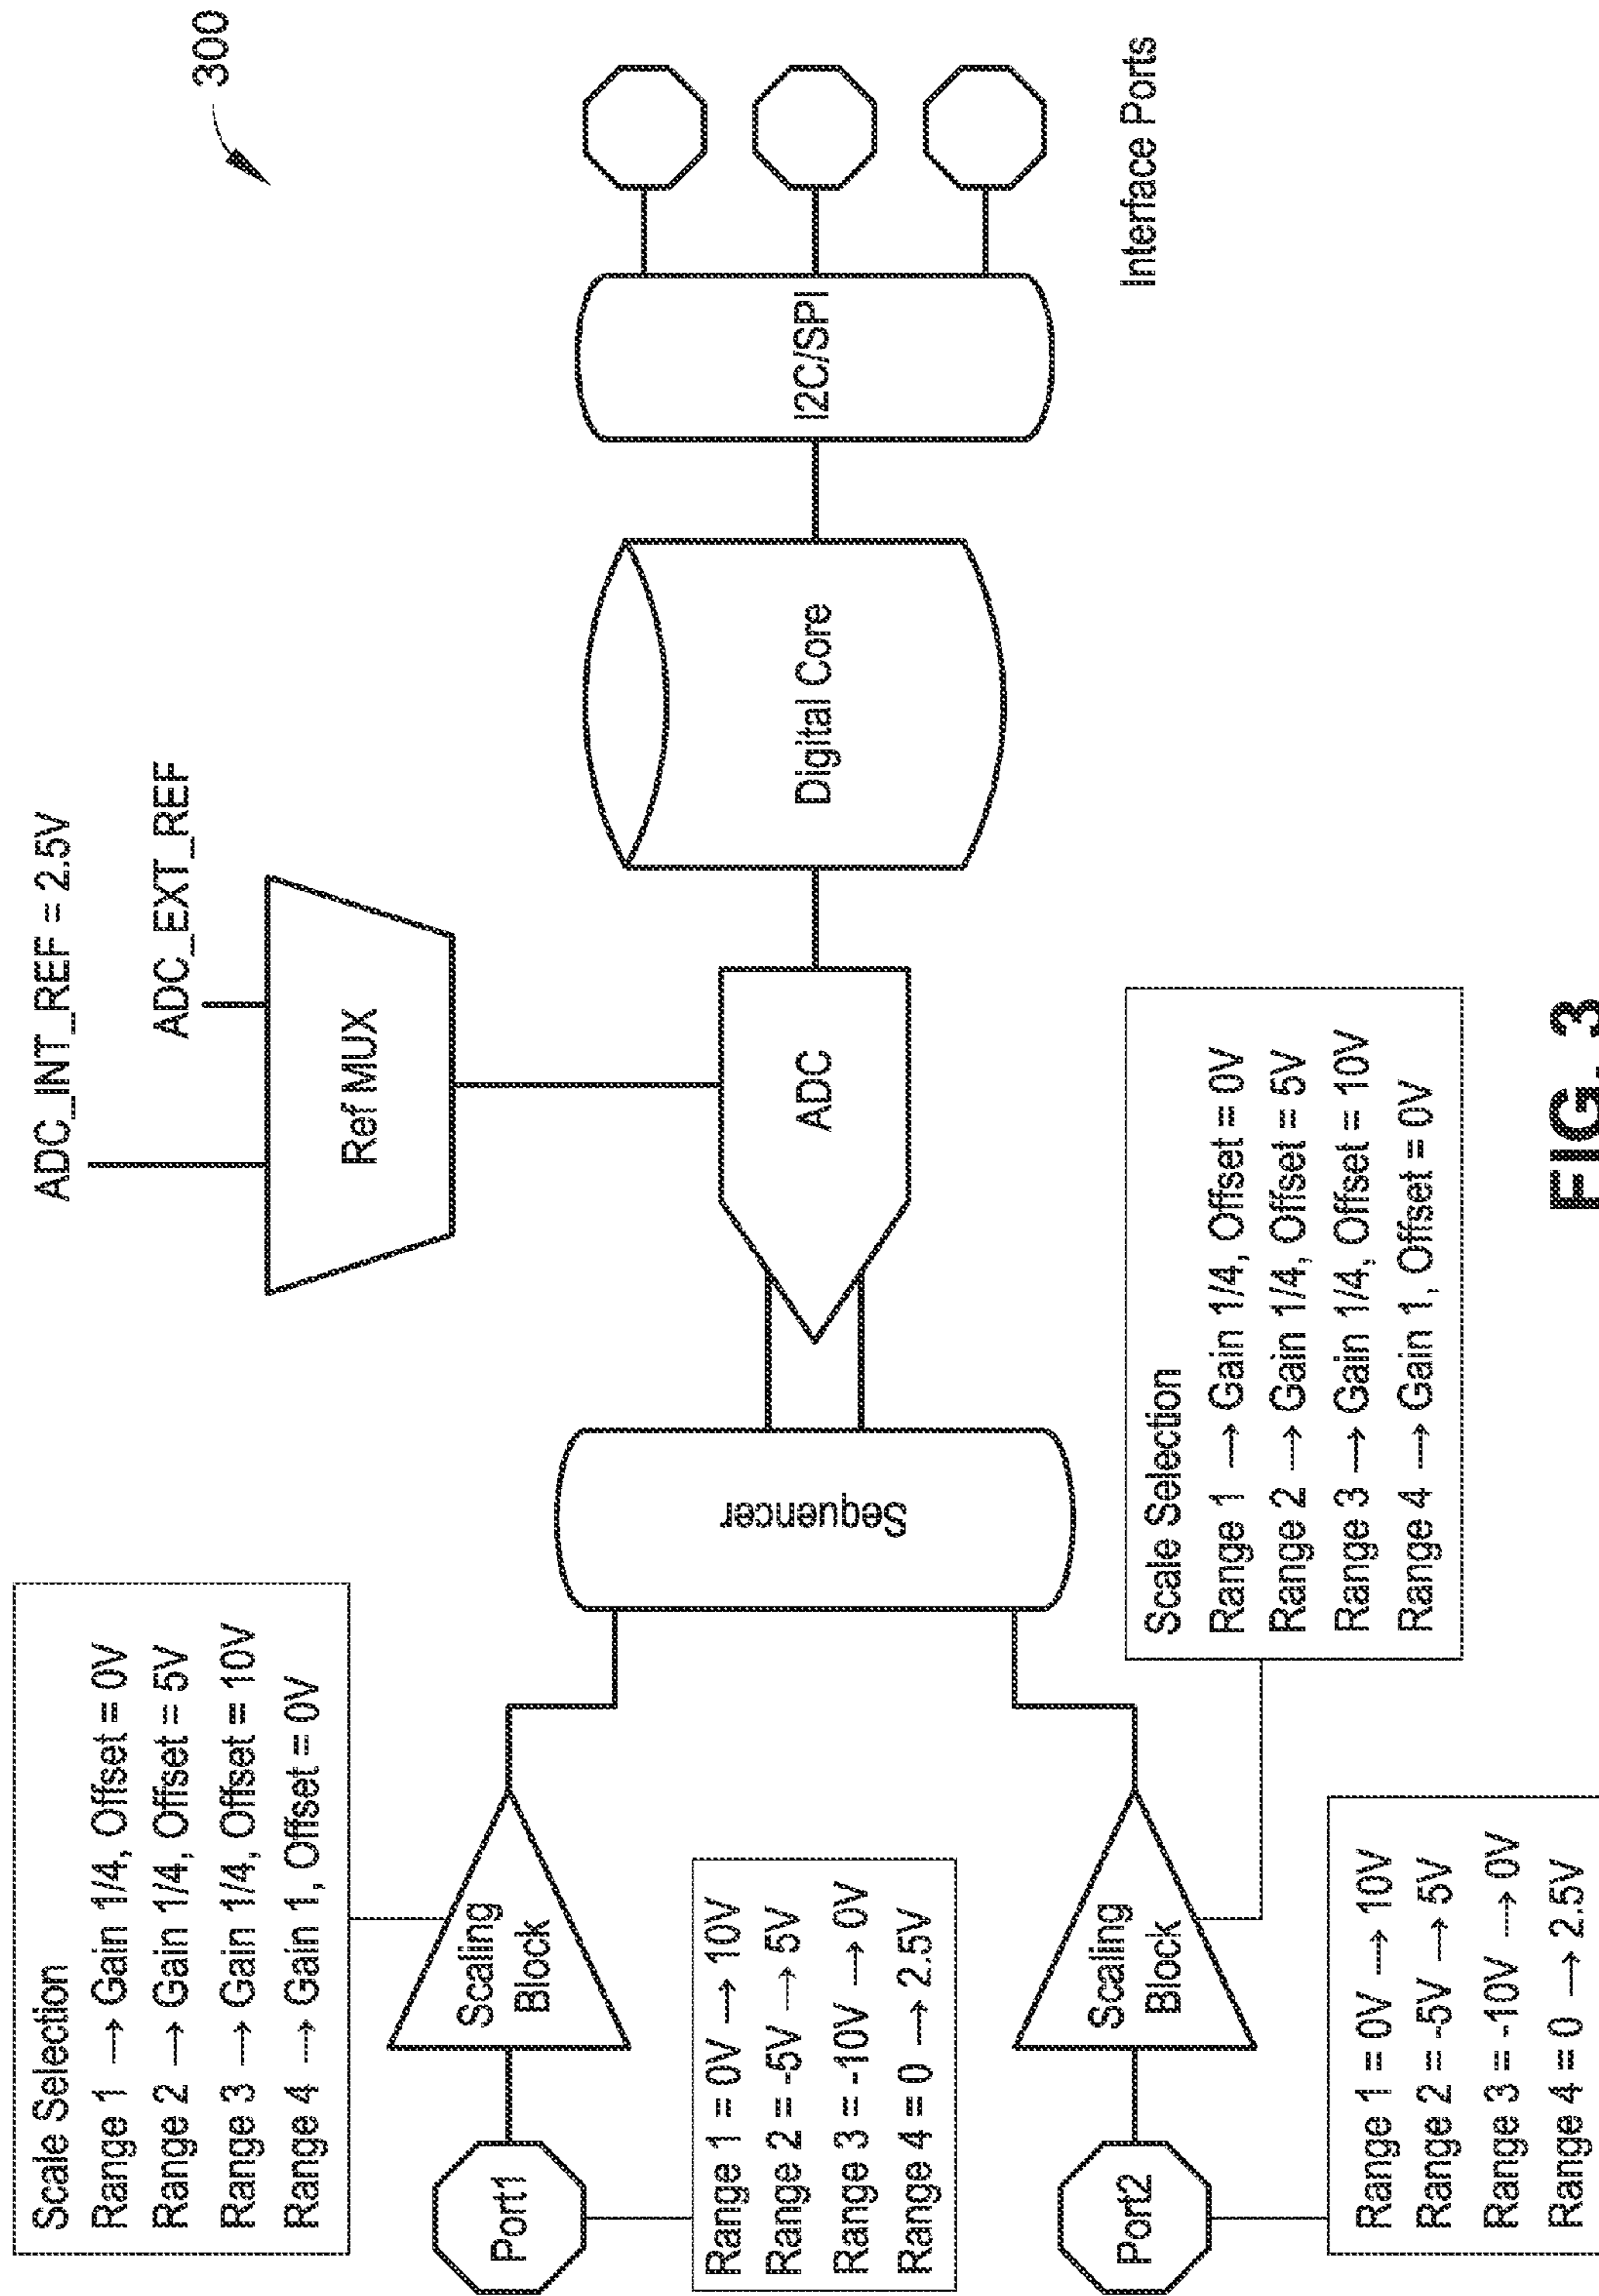 300
ADC_INT_REF = 2.5V
ADC_EXT_REF
Scale Selection
Range 1 → Gain 1/4, Offset = 0V
Range 2 → Gain 1/4, Offset = 5V
Range 3 → Gain 1/4, Offset = 10V
Range 4 → Gain 1, Offset = 0V
Ref MUX
Port1
Scaling
Block
Range 1 = 0V → 10V
Range 2 = -5V → 5V
Range 3 = -10V → 0V
Range 4 = 0 → 2.5V
Sequencer
ADC
Digital Core
I2C/SPI
Interface Ports
Port2
Scaling
Block
Scale Selection
Range 1 → Gain 1/4, Offset = 0V
Range 2 → Gain 1/4, Offset = 5V
Range 3 → Gain 1/4, Offset = 10V
Range 4 → Gain 1, Offset = 0V
Range 1 = 0V → 10V
Range 2 = -5V → 5V
Range 3 = -10V → 0V
Range 4 = 0 → 2.5V
FIG. 3